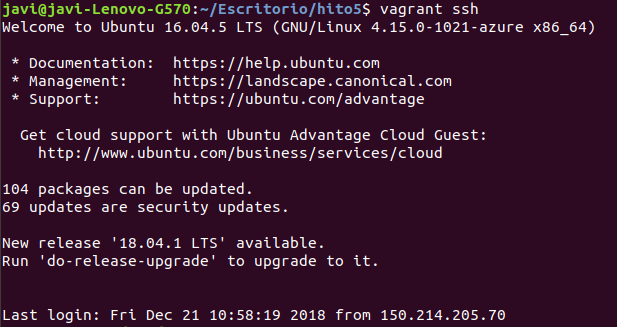 javi@javi-Lenovo-G570:~/Escritorio/hito5$ vagrant ssh
Welcome to Ubuntu 16.04.5 LTS (GNU/Linux 4.15.0-1021-azure x86_64)
* Documentation:  https://help.ubuntu.com
* Management:     https://landscape.canonical.com
* Support:        https://ubuntu.com/advantage
Get cloud support with Ubuntu Advantage Cloud Guest:
http://www.ubuntu.com/business/services/cloud
104 packages can be updated.
69 updates are security updates.
New release '18.04.1 LTS' available.
Run 'do-release-upgrade' to upgrade to it.
Last login: Fri Dec 21 10:58:19 2018 from 150.214.205.70